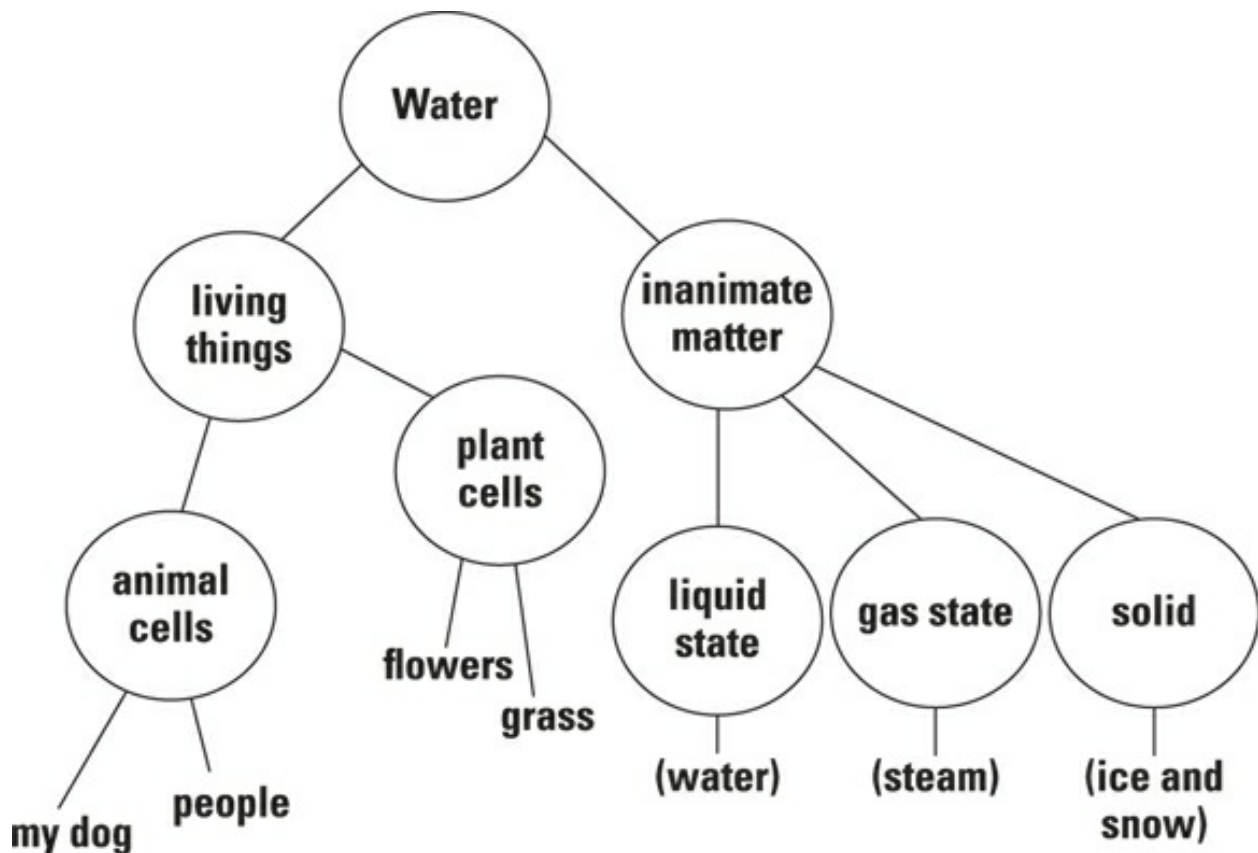 Water
living
things
inanimate
matter
plant
cells
animal
cells
liquid
state
gas state
solid
flowers
grass
(water)
(steam)
(ice and
snow)
people
my dog